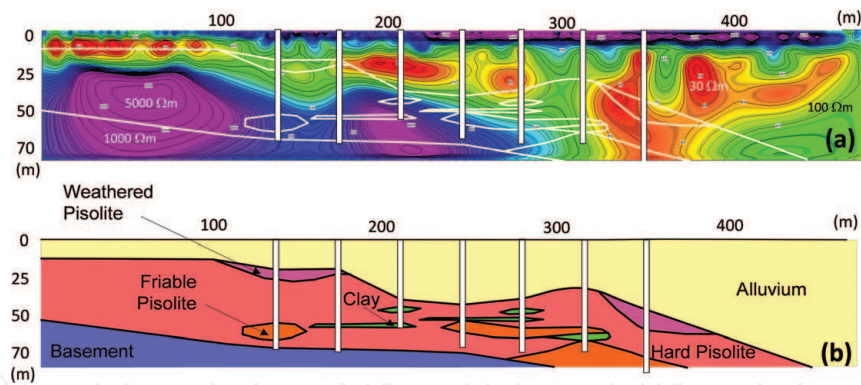 100 200 300 400 (m)
0
25
50
70
(m)
5000 Ωm
1000 Ωm
30 Ωm
100 Ωm
(a)
Weathered
Pisolite
100 200 300 400 (m)
0
25
50
70
(m)
Friable
Pisolite
Clay
Alluvium
Basement
Hard Pisolite
(b)